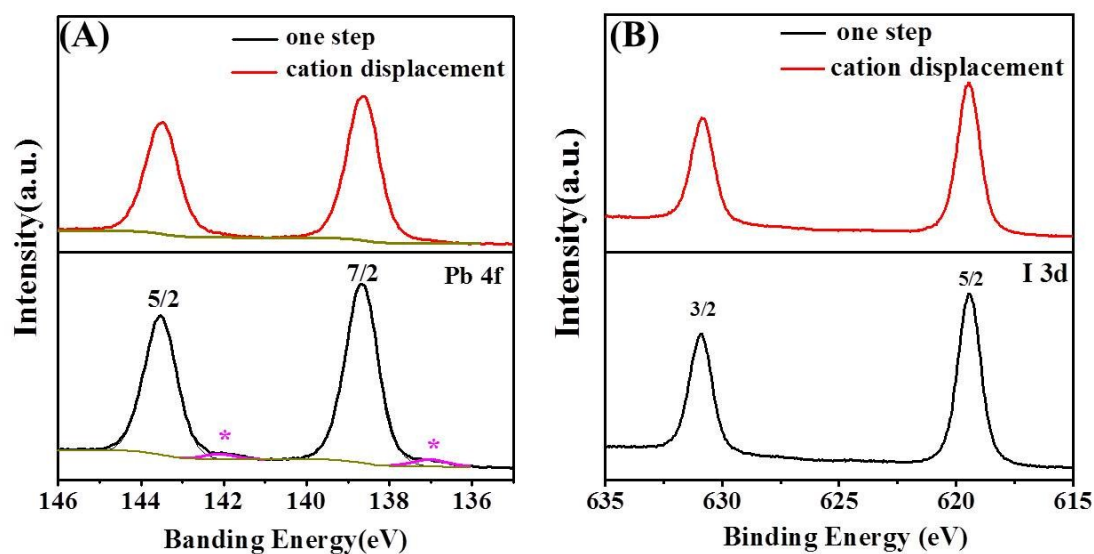 (A)
one step
cation displacement
Intensity(a.u.)
5/2
7/2
Pb 4f
*
*
146 144 142 140 138 136
Banding Energy(eV)
(B)
one step
cation displacement
Intensity(a.u.)
3/2
5/2
I 3d
635 630 625 620 615
Binding Energy (eV)